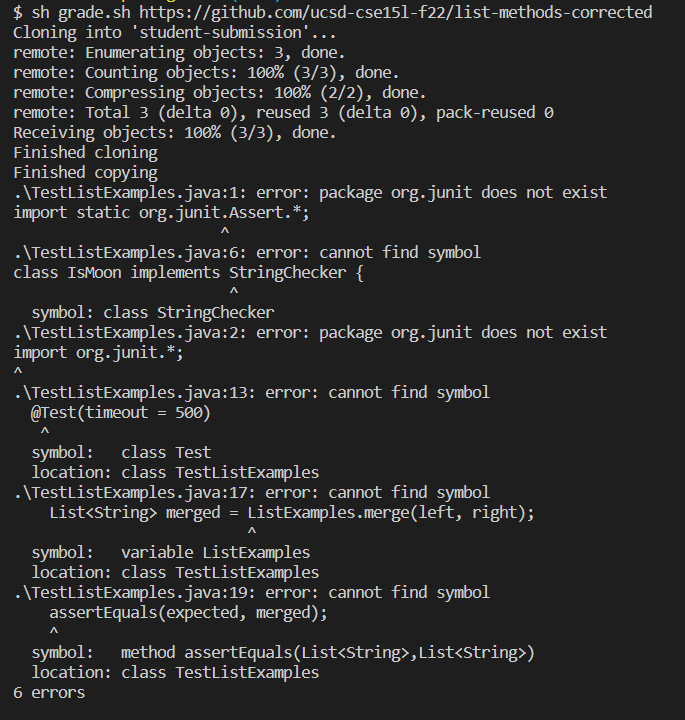 $ sh grade.sh https://github.com/ucsd-cse15l-f22/list-methods-corrected
Cloning into 'student-submission'...
remote: Enumerating objects: 3, done.
remote: Counting objects: 100% (3/3), done.
remote: Compressing objects: 100% (2/2), done.
remote: Total 3 (delta 0), reused 3 (delta 0), pack-reused 0
Receiving objects: 100% (3/3), done.
Finished cloning
Finished copying
.\TestListExamples.java:1: error: package org.junit does not exist
import static org.junit.Assert.*;
                       ^
.\TestListExamples.java:6: error: cannot find symbol
class IsMoon implements StringChecker {
                        ^
  symbol: class StringChecker
.\TestListExamples.java:2: error: package org.junit does not exist
import org.junit.*;
^
.\TestListExamples.java:13: error: cannot find symbol
  @Test(timeout = 500)
   ^
  symbol:   class Test
  location: class TestListExamples
.\TestListExamples.java:17: error: cannot find symbol
    List<String> merged = ListExamples.merge(left, right);
                          ^
  symbol:   variable ListExamples
  location: class TestListExamples
.\TestListExamples.java:19: error: cannot find symbol
    assertEquals(expected, merged);
    ^
  symbol:   method assertEquals(List<String>,List<String>)
  location: class TestListExamples
6 errors